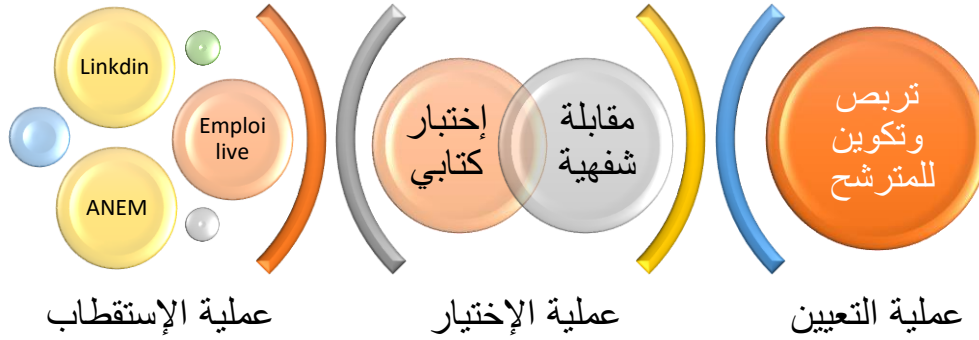 Linkdin
Emploi
live
ANEM
عملية الإستقطاب
إختبار
كتابي
مقابلة
شفهية
عملية الإختيار
تربص
وتكوين
للمترشح
عملية التعيين